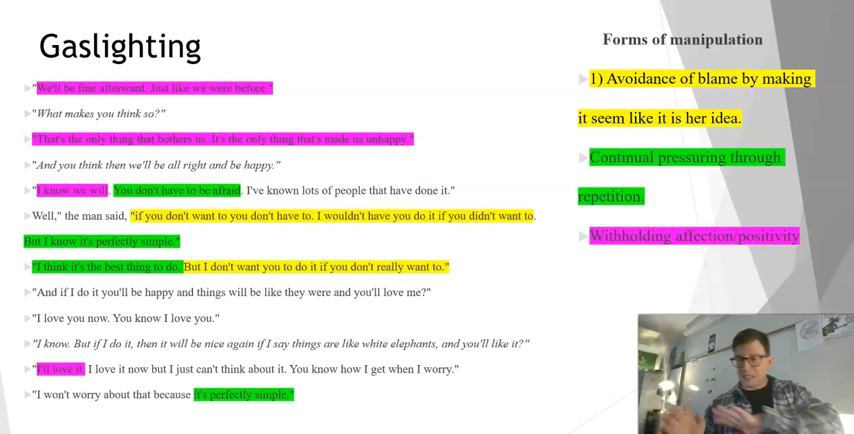 Gaslighting
"We'll be fine afterward. Just like we were before."
"What makes you think so?"
"That's the only thing that bothers us. It's the only thing that's made us unhappy."
"And you think then we'll be all right and be happy."
"I know we will. You don't have to be afraid. I've known lots of people that have done it."
Well," the man said, "if you don't want to you don't have to. I wouldn't have you do it if you didn't want to.
But I know it's perfectly simple."
"I think it's the best thing to do. But I don't want you to do it if you don't really want to."
"And if I do it you'll be happy and things will be like they were and you'll love me?"
"I love you now. You know I love you."
"I know. But if I do it, then it will be nice again if I say things are like white elephants, and you'll like it?"
"I'll love it. I love it now but I just can't think about it. You know how I get when I worry."
"I won't worry about that because it's perfectly simple."
Forms of manipulation
1) Avoidance of blame by making
it seem like it is her idea.
Continual pressuring through
repetition.
Withholding affection/positivity